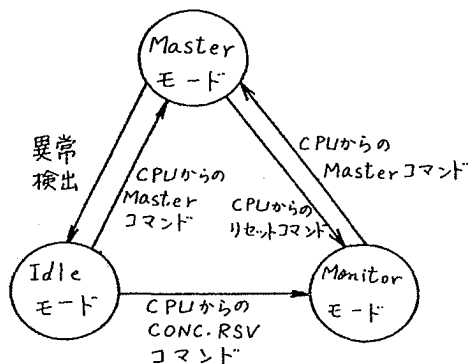 Master
モード
異常
検出
CPUからの
Master
コマンド
CPUからの
Masterコマンド
CPUからの
リセットコマンド
Idle
モード
Monitor
モード
CPUからの
CONC.RSV
コマンド